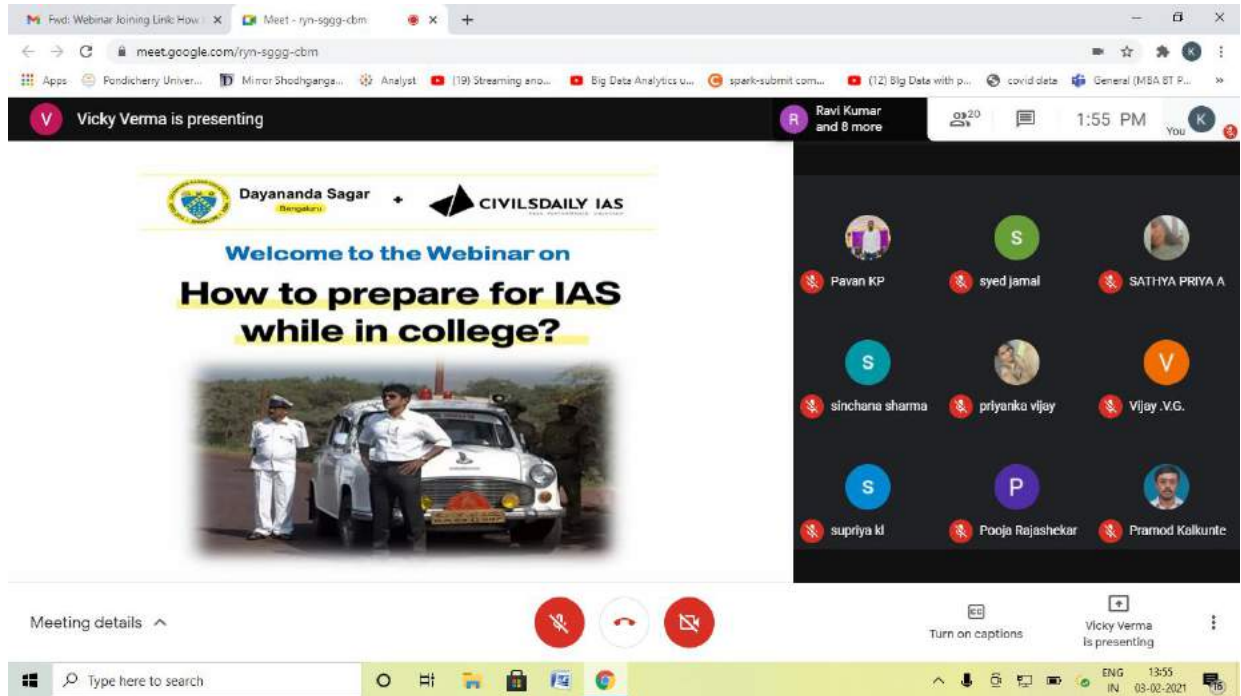 Fwd: Webinar Joining Link: How
Meet - ryn-sggg-cbm
meet.google.com/ryn-sggg-cbm
Apps
Pondicherry Univer...
Mirror Shodhganga...
Analyst
(19) Streaming ano...
Big Data Analytics u...
spark-submit com...
(12) Big Data with p...
covid data
General (MBA BT P...
»
V
Vicky Verma is presenting
R
Ravi Kumar
and 8 more
20
1:55 PM
You
K
Dayananda Sagar
Bengaluru
+
CIVILSDAILY IAS
Welcome to the Webinar on
How to prepare for IAS
while in college?
Pavan KP
S
syed jamal
SATHYA PRIYA A
S
sinchana sharma
priyanka vijay
V
Vijay .V.G.
S
supriya kl
P
Pooja Rajashekar
Pramod Kalkunte
Meeting details
CC
Turn on captions
Vicky Verma
is presenting
Type here to search
ENG
IN
13:55
03-02-2021
16